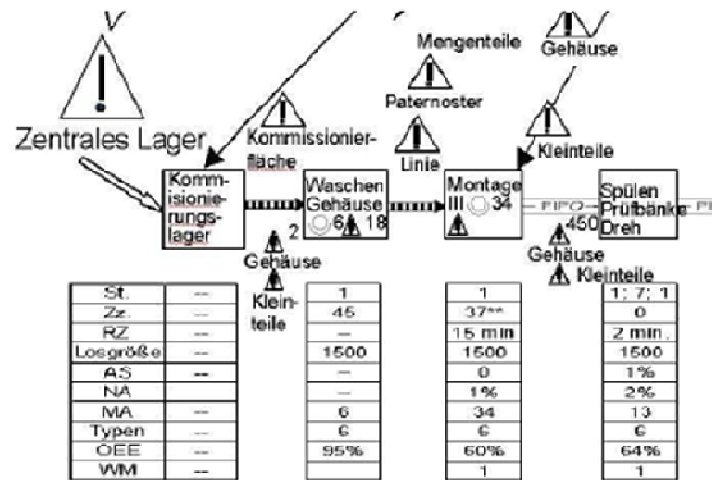 Mengenteile
Gehäuse
Paternoster
Zentrales Lager
Kommissionier-
fläche
Linie
Kleinteile
Komm-
isionie-
rungs-
lager
Waschen
Gehäuse
6 18
Montage
III 34
FIFO
Spülen
Prüfbänke
Dreh
2
Gehäuse
Klein-
teile
450
Gehäuse
Kleinteile
St. -- 1 1 1; 7; 1
Zz. -- 45 37** 0
RZ -- -- 15 min 2 min.
Losgröße -- 1500 1500 1500
AS -- -- 0 1%
NA -- -- 1% 2%
MA -- 6 34 13
Typen -- 6 6 6
OEE -- 95% 60% 64%
WM -- 1 1